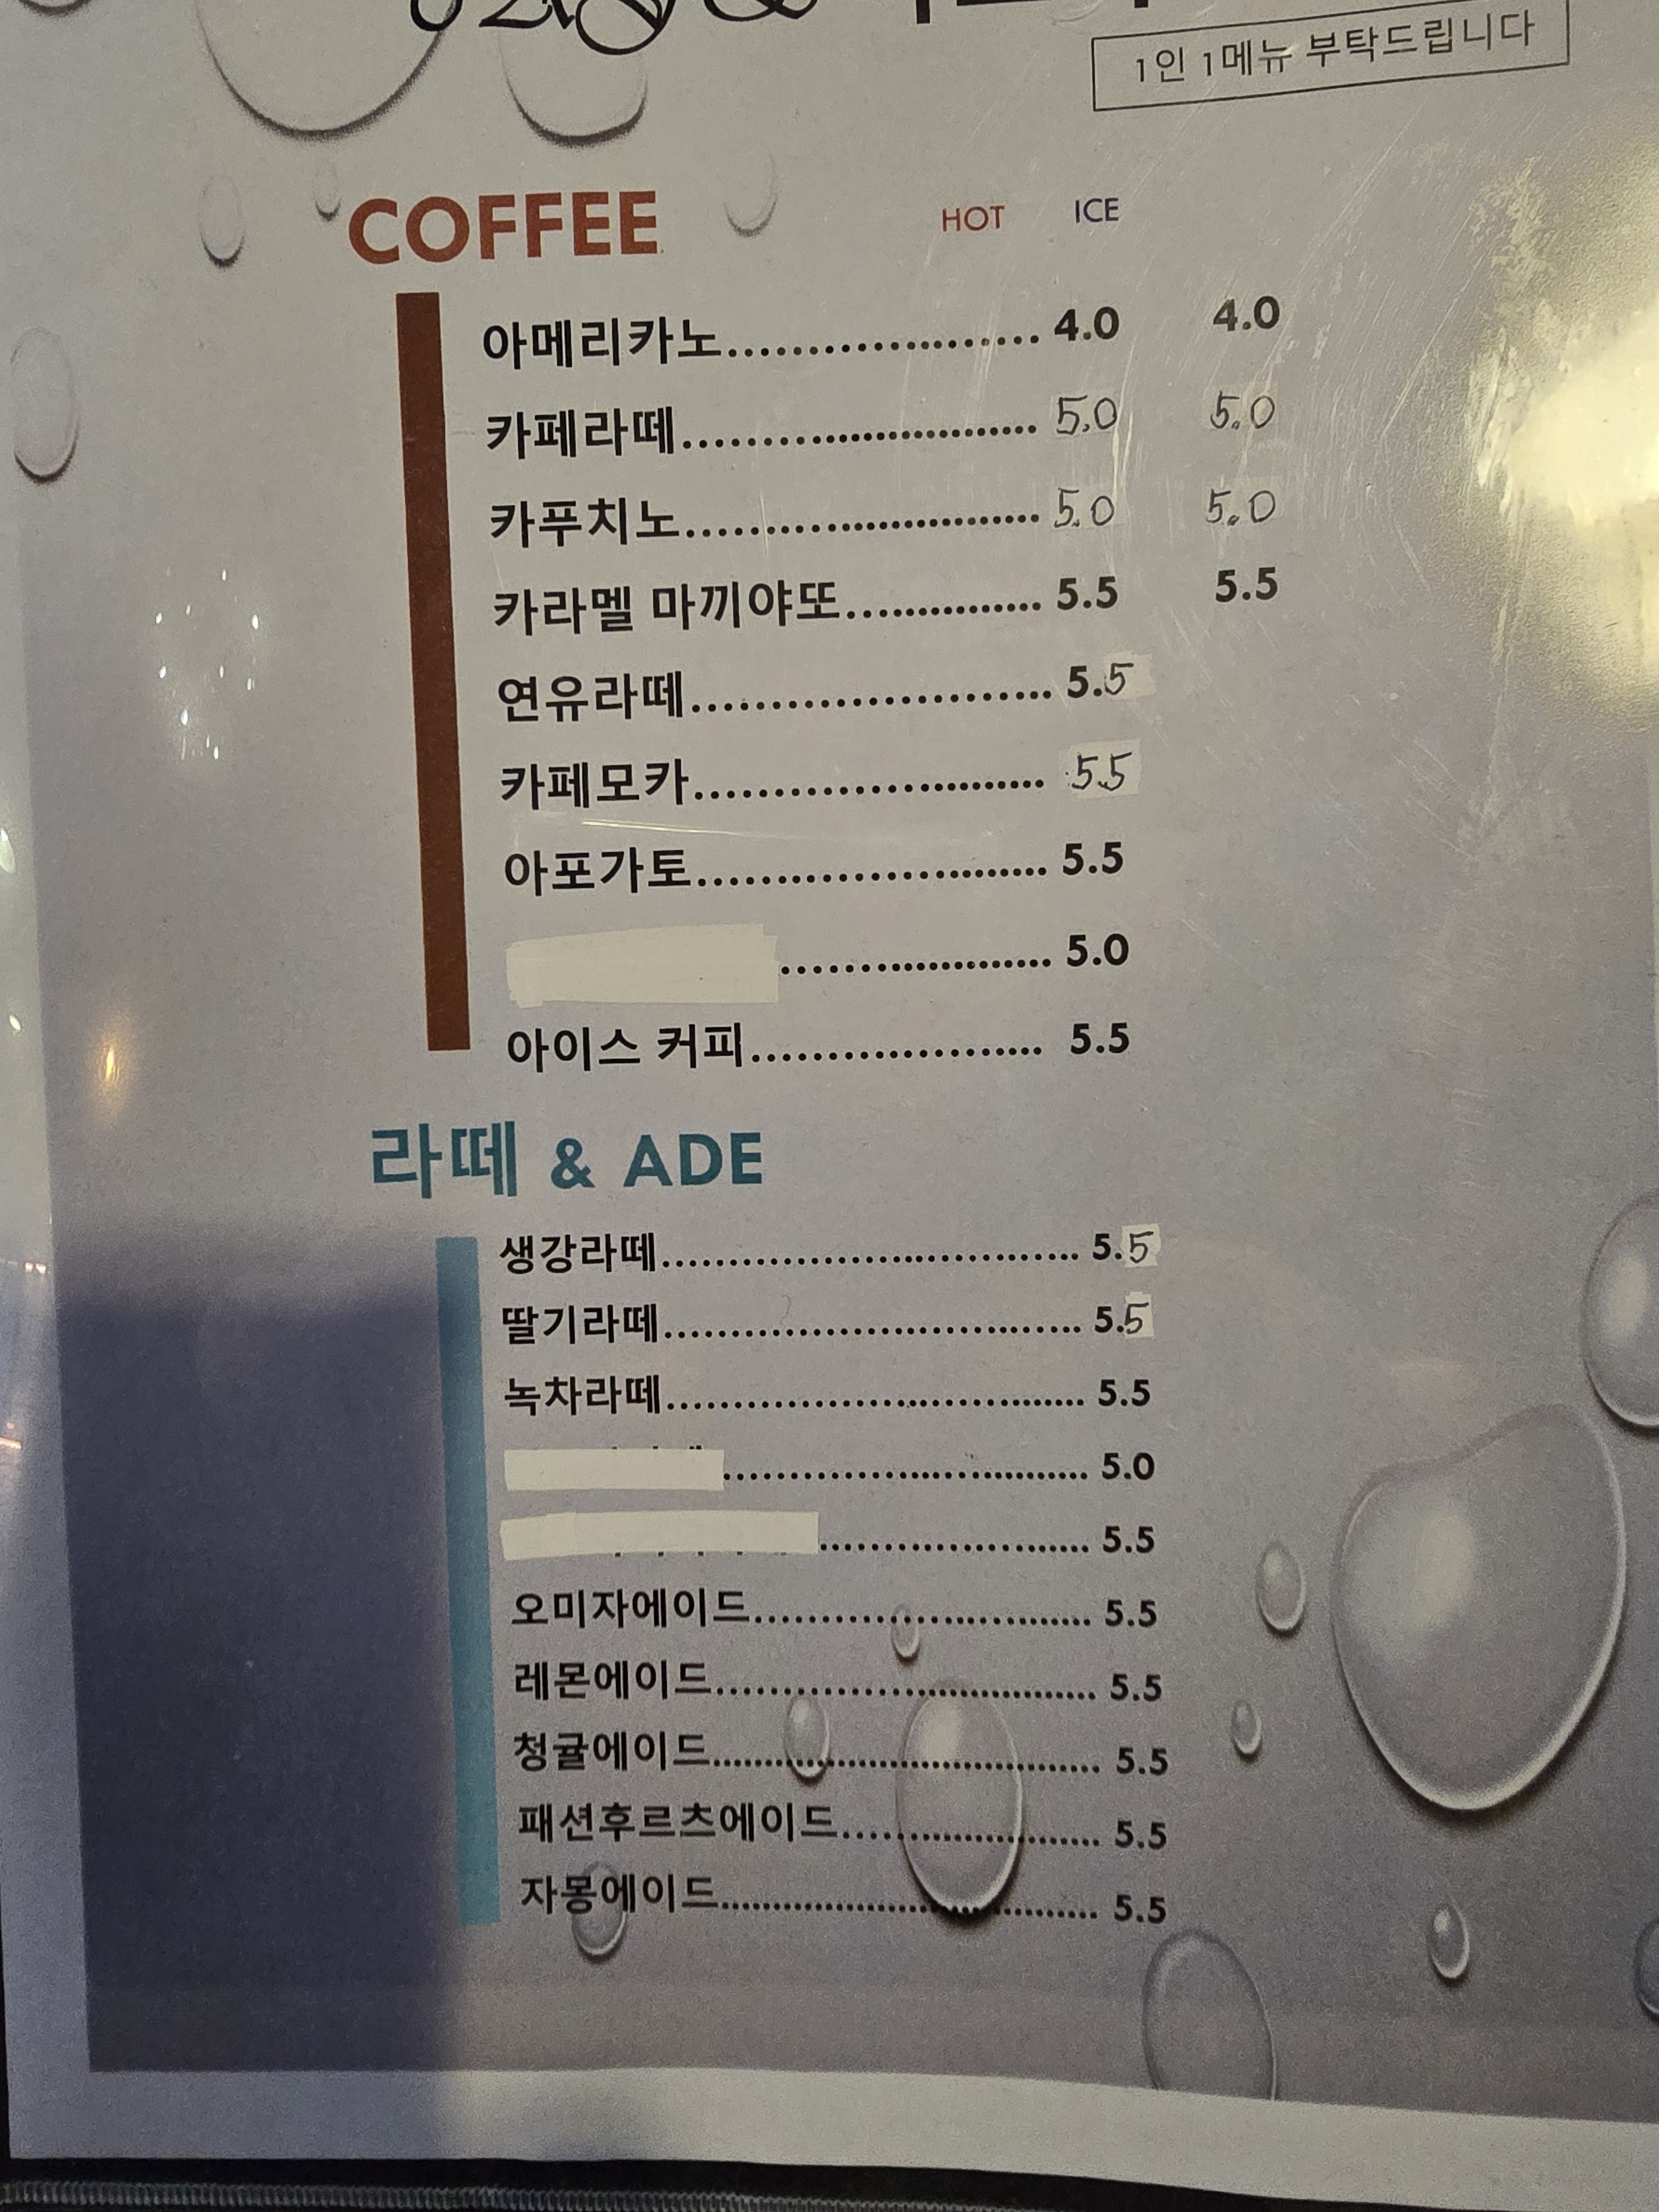 1인 1메뉴 부탁드립니다
COFFEE HOT ICE
아메리카노........................ 4.0 4.0
카페라떼........................... 5.0 5.0
카푸치노........................... 5.0 5.0
카라멜 마끼야또............... 5.5 5.5
연유라떼........................... 5.5
카페모카........................... 5.5
아포가토........................... 5.5
........................ 5.0
아이스 커피....................... 5.5
라떼 & ADE
생강라떼................................. 5.5
딸기라떼................................. 5.5
녹차라떼................................. 5.5
................................. 5.0
........................ 5.5
오미자에이드........................... 5.5
레몬에이드.............................. 5.5
청귤에이드.............................. 5.5
패션후르츠에이드..................... 5.5
자몽에이드.............................. 5.5